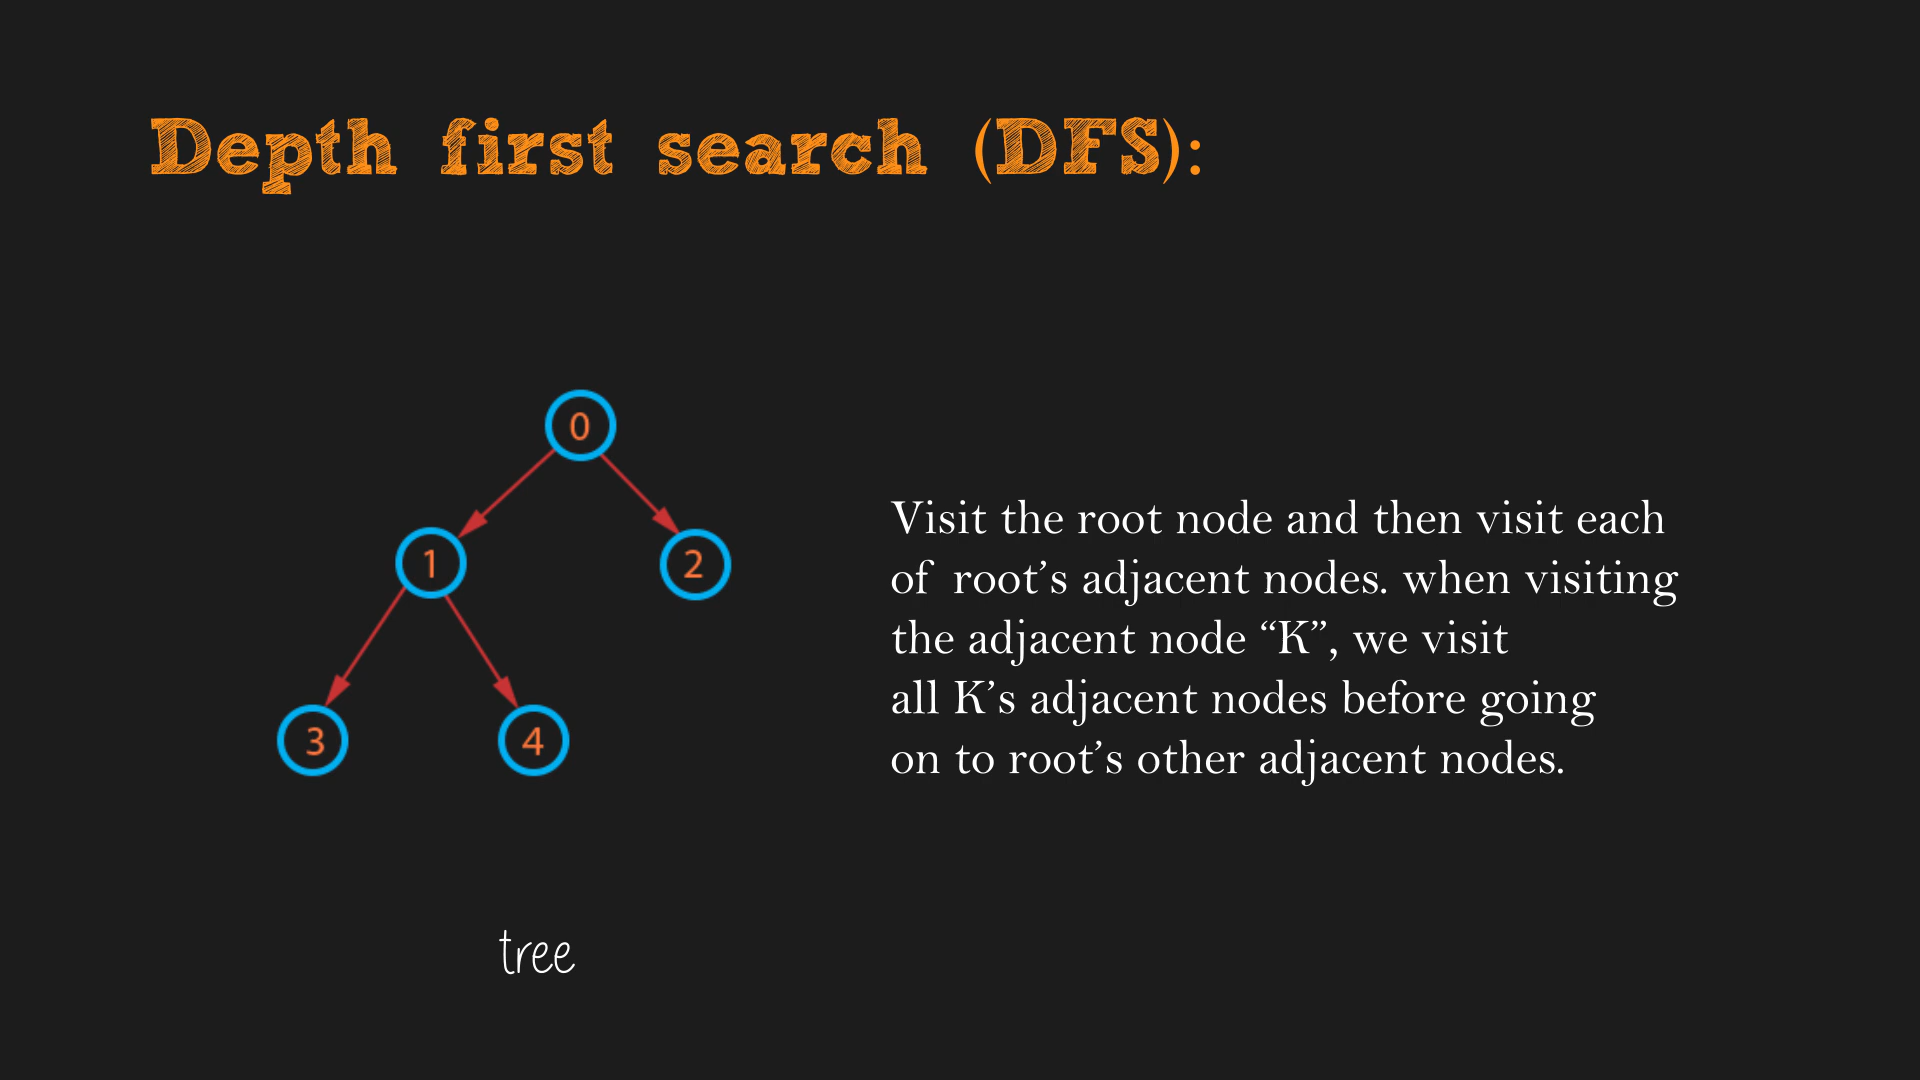 Depth first search (DFS):
0
1
2
3
4
Visit the root node and then visit each
of root’s adjacent nodes. when visiting
the adjacent node “K”, we visit
all K’s adjacent nodes before going
on to root’s other adjacent nodes.
tree